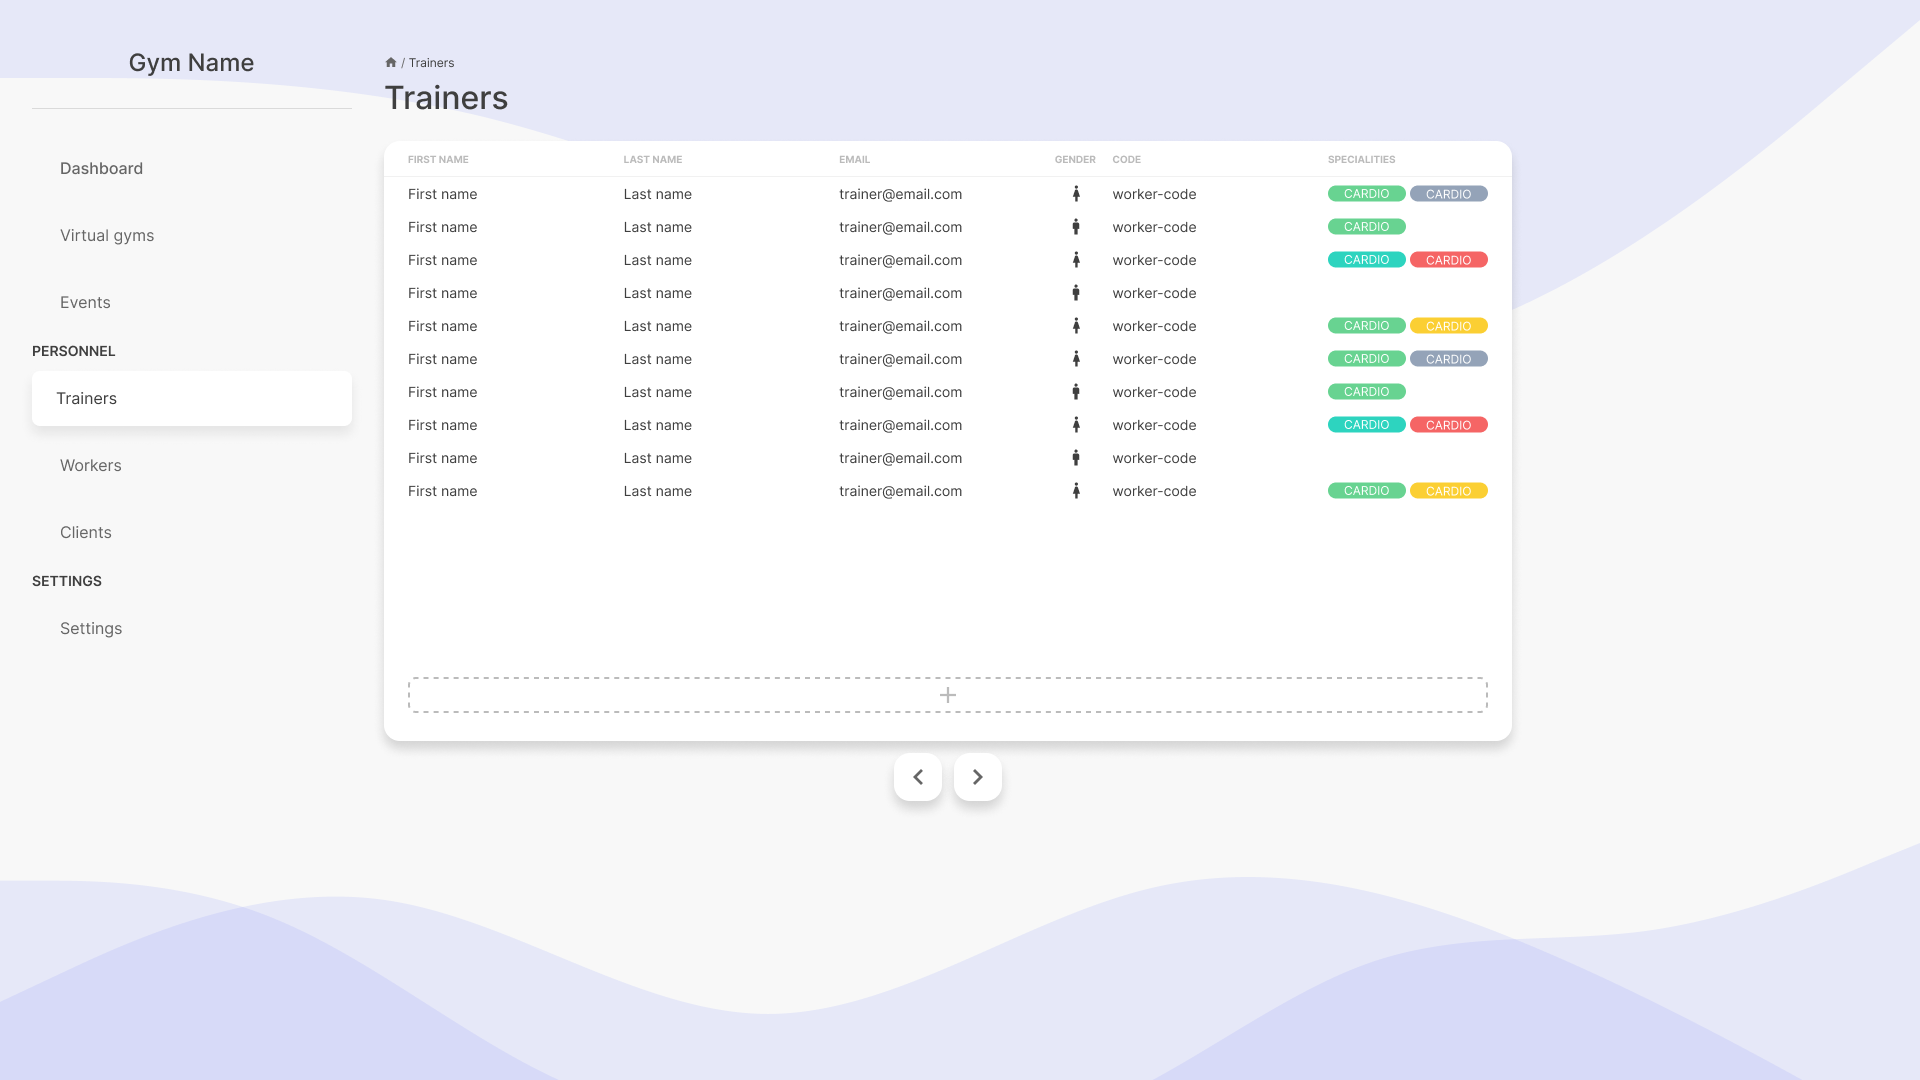 Gym Name
Dashboard
Virtual gyms
Events
PERSONNEL
Trainers
Workers
Clients
SETTINGS
Settings
/ Trainers
Trainers
FIRST NAME LAST NAME EMAIL GENDER CODE SPECIALITIES
First name Last name trainer@email.com worker-code CARDIO CARDIO
First name Last name trainer@email.com worker-code CARDIO
First name Last name trainer@email.com worker-code CARDIO CARDIO
First name Last name trainer@email.com worker-code
First name Last name trainer@email.com worker-code CARDIO CARDIO
First name Last name trainer@email.com worker-code CARDIO CARDIO
First name Last name trainer@email.com worker-code CARDIO
First name Last name trainer@email.com worker-code CARDIO CARDIO
First name Last name trainer@email.com worker-code
First name Last name trainer@email.com worker-code CARDIO CARDIO